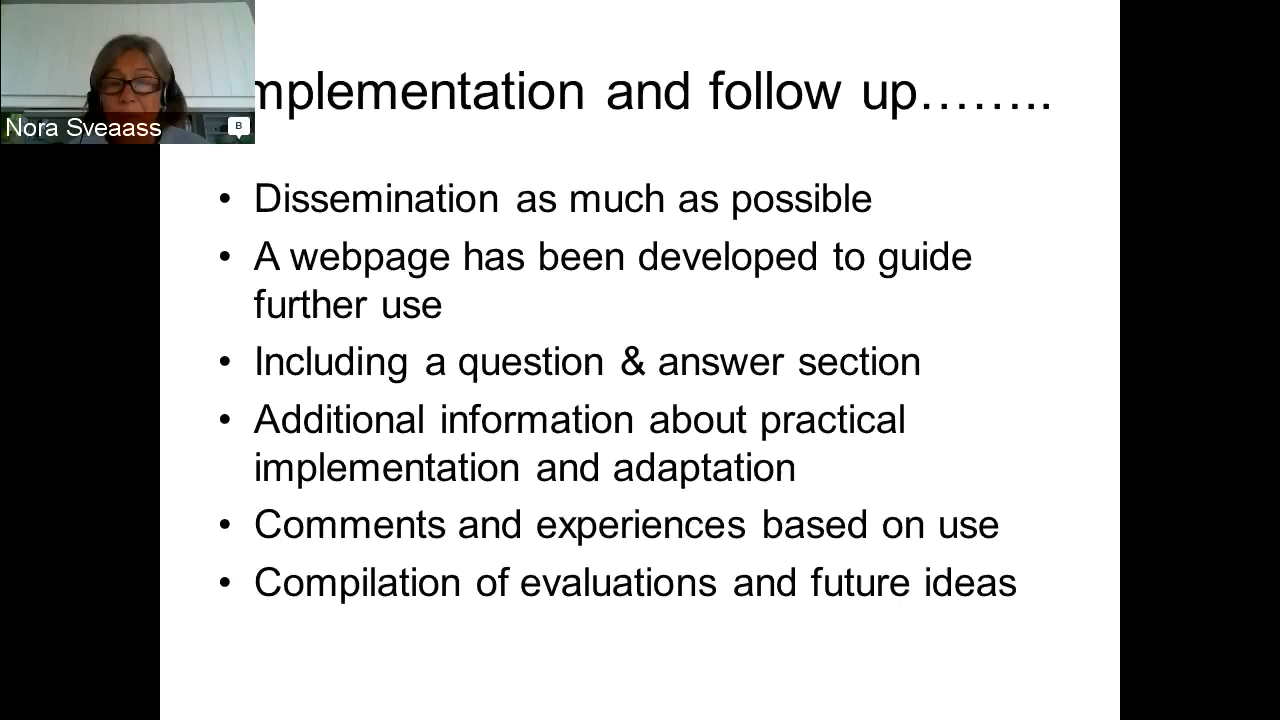 mplementation and follow up……..
Nora Sveaass
B
• Dissemination as much as possible
• A webpage has been developed to guide
further use
• Including a question & answer section
• Additional information about practical
implementation and adaptation
• Comments and experiences based on use
• Compilation of evaluations and future ideas